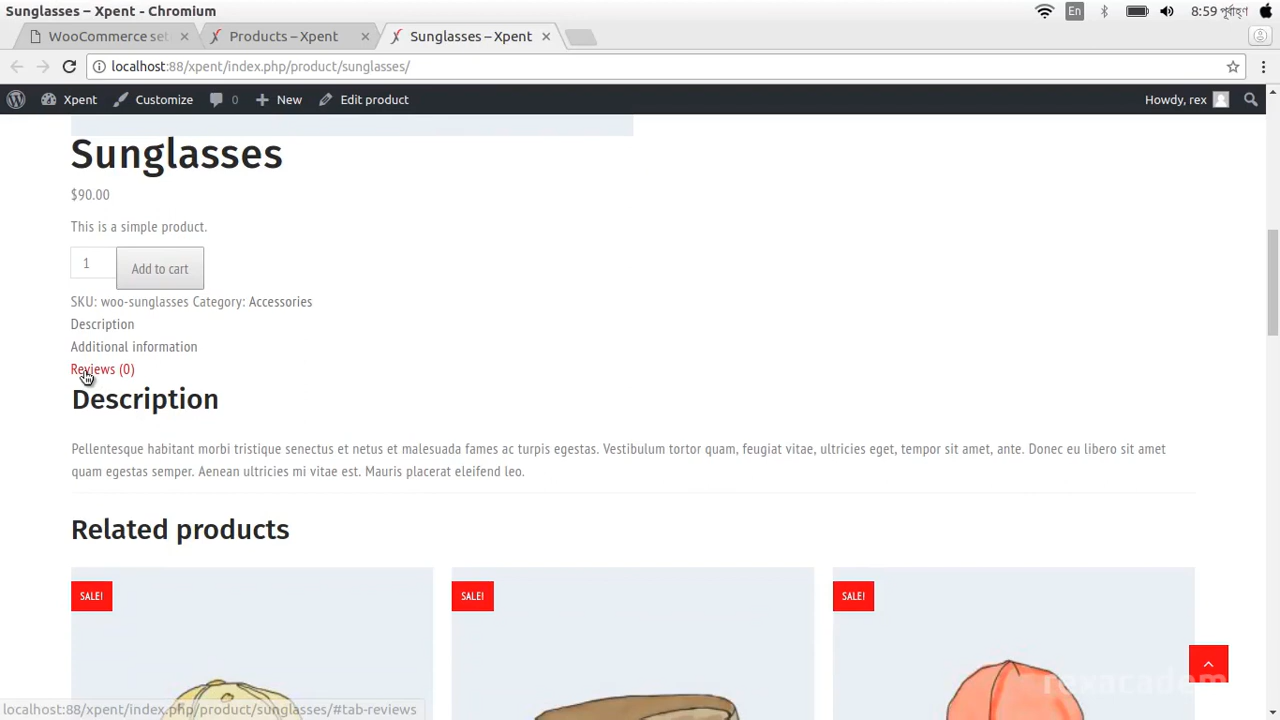 Sunglasses – Xpent - Chromium
En
8:59 পূর্বাহ্ণ
WooCommerce set
Products – Xpent
Sunglasses – Xpent
localhost:88/xpent/index.php/product/sunglasses/
Xpent
Customize
0
New
Edit product
Howdy, rex
Sunglasses
$90.00
This is a simple product.
1
Add to cart
SKU: woo-sunglasses Category: Accessories
Description
Additional information
Reviews (0)
Description
Pellentesque habitant morbi tristique senectus et netus et malesuada fames ac turpis egestas. Vestibulum tortor quam, feugiat vitae, ultricies eget, tempor sit amet, ante. Donec eu libero sit amet
quam egestas semper. Aenean ultricies mi vitae est. Mauris placerat eleifend leo.
Related products
SALE!
SALE!
SALE!
rexacadem
localhost:88/xpent/index.php/product/sunglasses/#tab-reviews